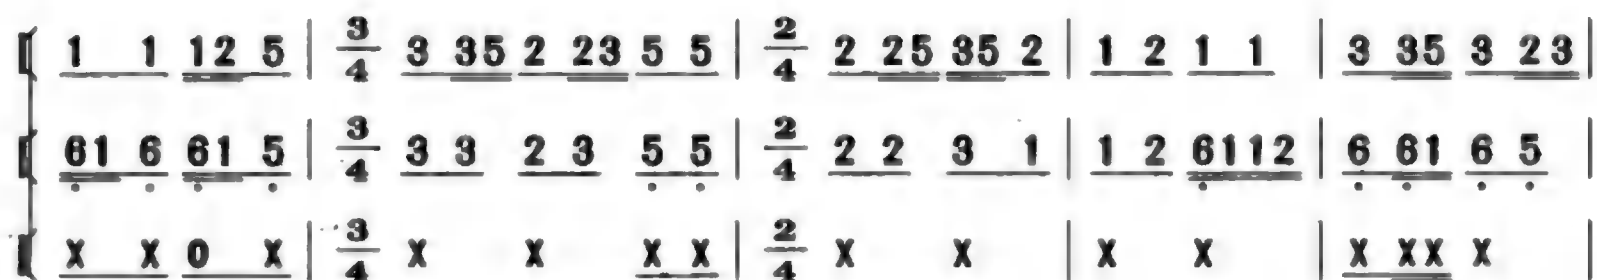 1 1 12 5 | 3/4 3 35 2 23 5 5 | 2/4 2 25 35 2 | 1 2 1 1 | 3 35 3 23 |
61 6 61 5 | 3/4 3 3 2 3 5 5 | 2/4 2 2 3 1 | 1 2 6112 | 6 61 6 5 |
X X 0 X | 3/4 X X X X | 2/4 X X | X X | X XX X |